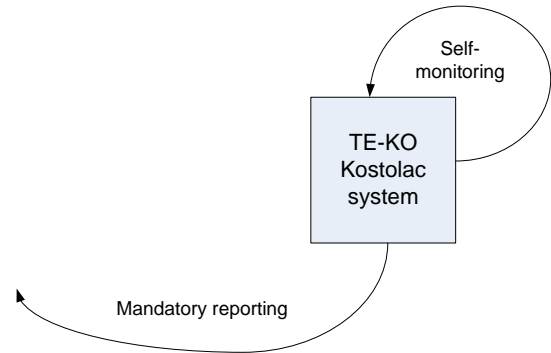 Self-
monitoring
TE-KO
Kostolac
system
Mandatory reporting